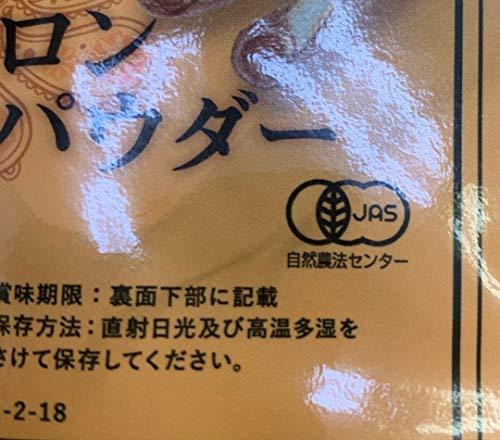 ロン
パウダー
JAS
自然農法センター
賞味期限：裏面下部に記載
保存方法：直射日光及び高温多湿を
さけて保存してください。
-2-18